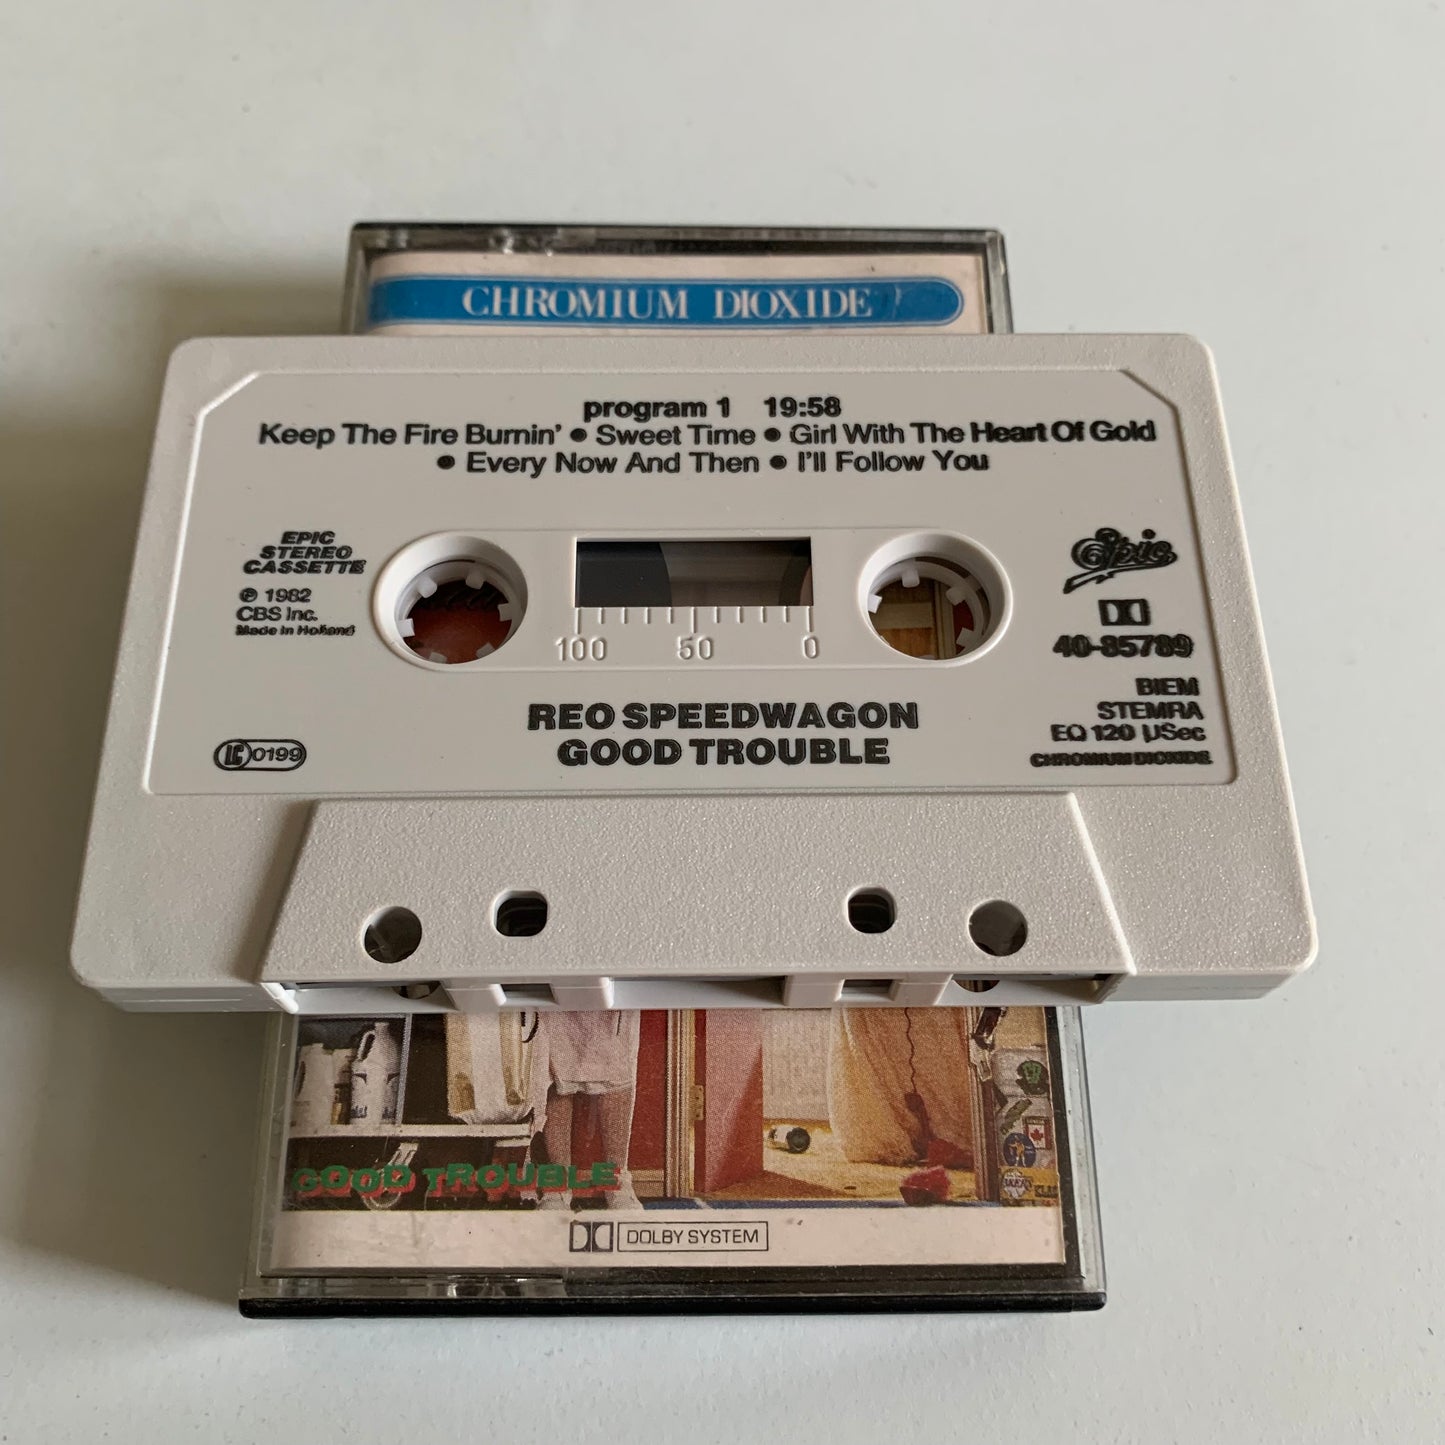 CHROMIUM DIOXIDE
program 1 19:58
Keep The Fire Burnin' • Sweet Time • Girl With The Heart Of Gold
• Every Now And Then • I'll Follow You
EPIC
STEREO
CASSETTE
℗ 1982
CBS Inc.
Made in Holland
Epic
40-85789
BIEM
STEMRA
EQ 120 µSec
CHROMIUM DIOXIDE
100 50 0
REO SPEEDWAGON
GOOD TROUBLE
LC 0199
GOOD TROUBLE
DOLBY SYSTEM